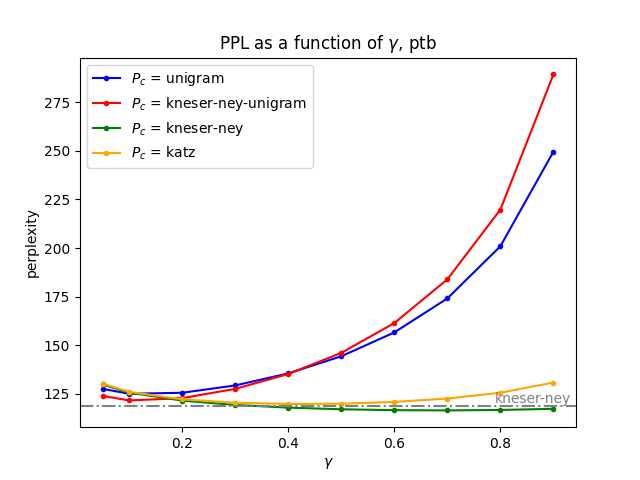 PPL as a function of γ, ptb
P_c = unigram
P_c = kneser-ney-unigram
P_c = kneser-ney
P_c = katz
perplexity
275
250
225
200
175
150
125
kneser-ney
0.2 0.4 0.6 0.8
γ